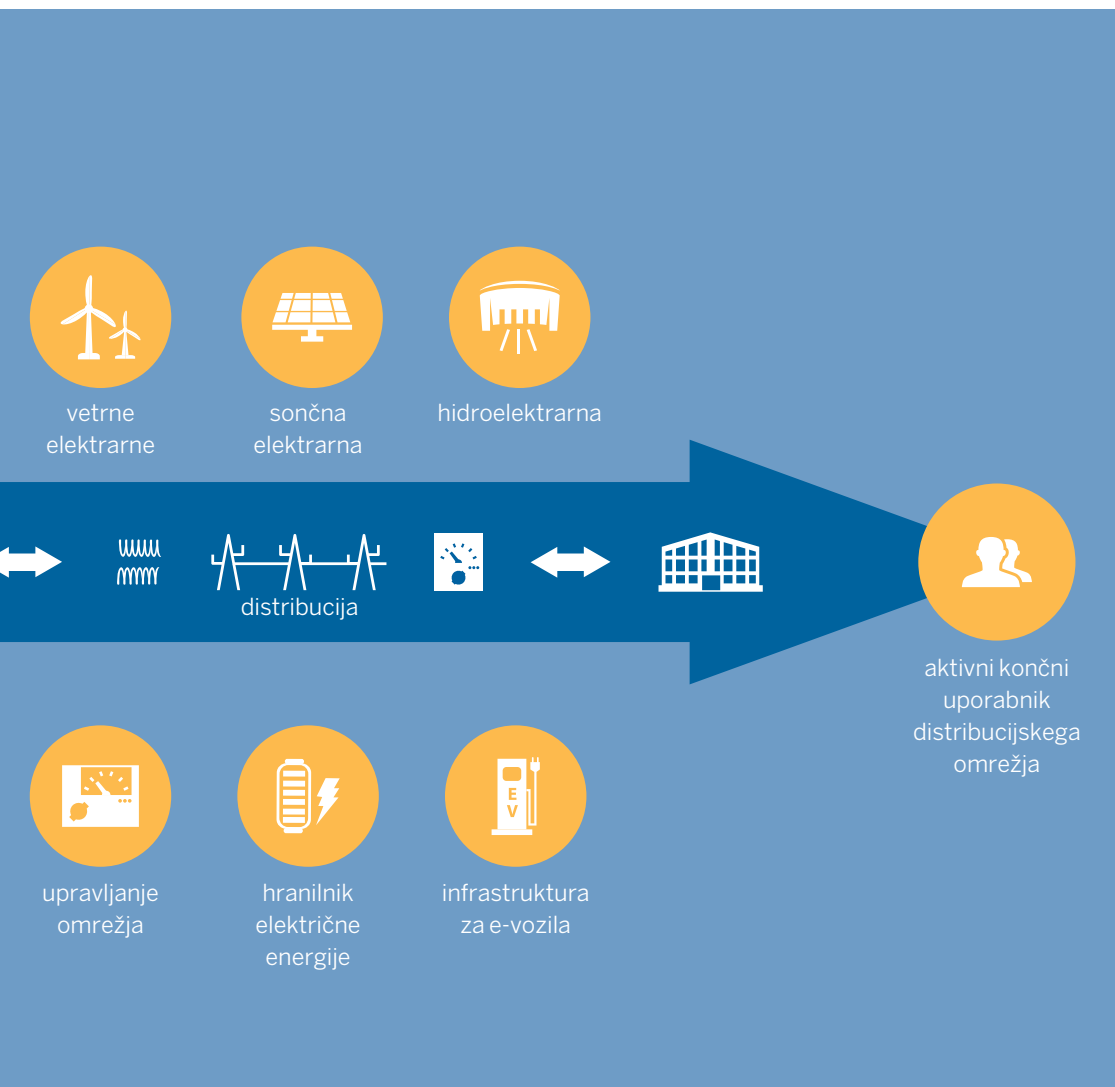 vetrne
elektrarne
sončna
elektrarna
hidroelektrarna
distribucija
aktivni končni
uporabnik
distribucijskega
omrežja
upravljanje
omrežja
hranilnik
električne
energije
E
V
infrastruktura
za e-vozila